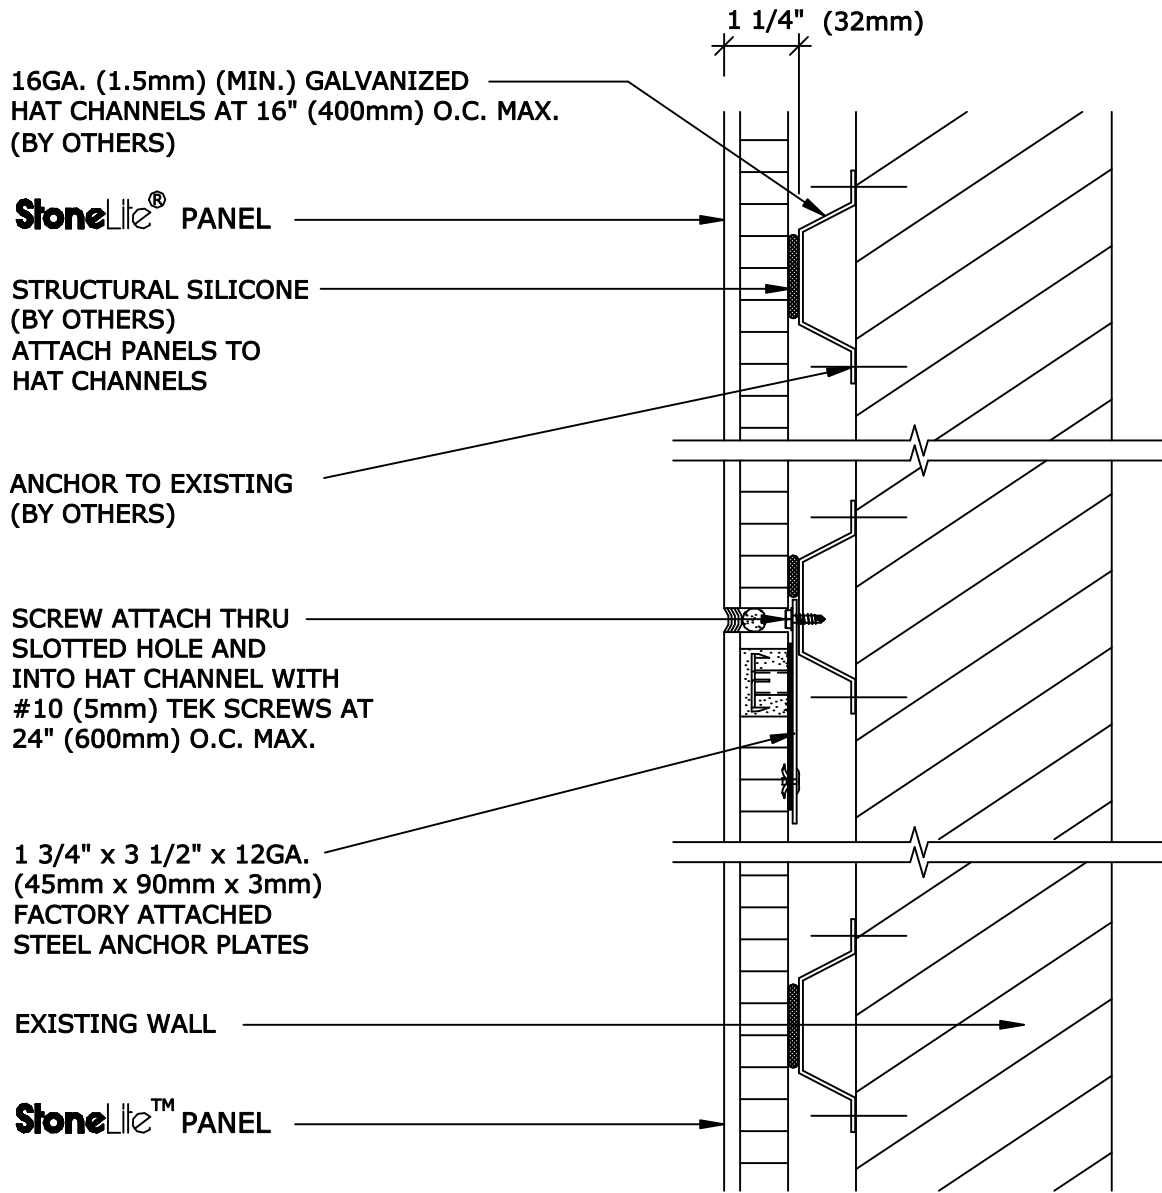 1 1/4" (32mm)
16GA. (1.5mm) (MIN.) GALVANIZED
HAT CHANNELS AT 16" (400mm) O.C. MAX.
(BY OTHERS)
StoneLite® PANEL
STRUCTURAL SILICONE
(BY OTHERS)
ATTACH PANELS TO
HAT CHANNELS
ANCHOR TO EXISTING
(BY OTHERS)
SCREW ATTACH THRU
SLOTTED HOLE AND
INTO HAT CHANNEL WITH
#10 (5mm) TEK SCREWS AT
24" (600mm) O.C. MAX.
1 3/4" x 3 1/2" x 12GA.
(45mm x 90mm x 3mm)
FACTORY ATTACHED
STEEL ANCHOR PLATES
EXISTING WALL
StoneLite™ PANEL